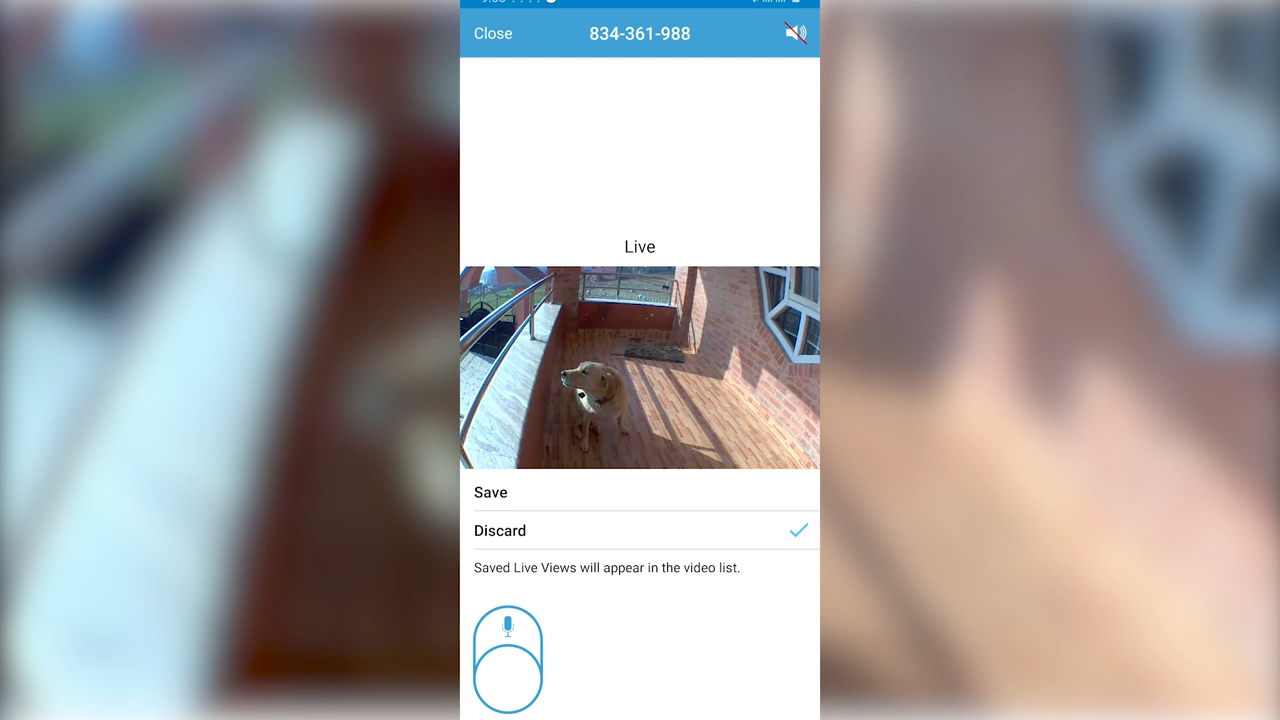 Close
834-361-988
Live
Save
Discard
Saved Live Views will appear in the video list.